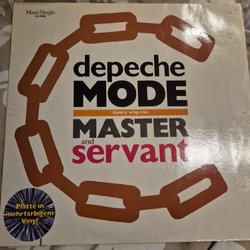 Maxi-Single
depeche
MODE
slavery whip mix
MASTER
and
servant
Platte in
mehrfarbigem
Vinyl